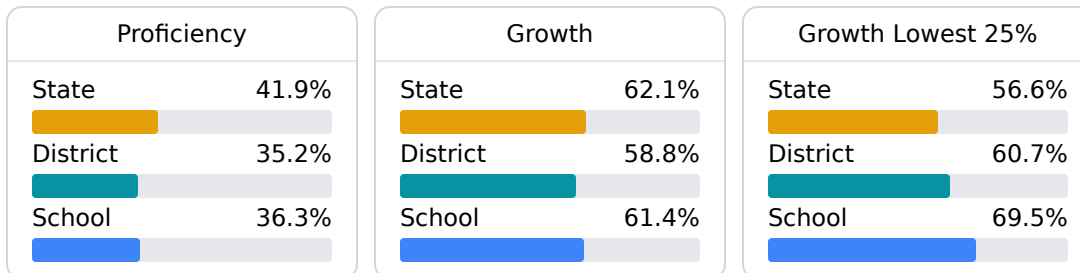 Proficiency
State 41.9%
District 35.2%
School 36.3%
Growth
State 62.1%
District 58.8%
School 61.4%
Growth Lowest 25%
State 56.6%
District 60.7%
School 69.5%